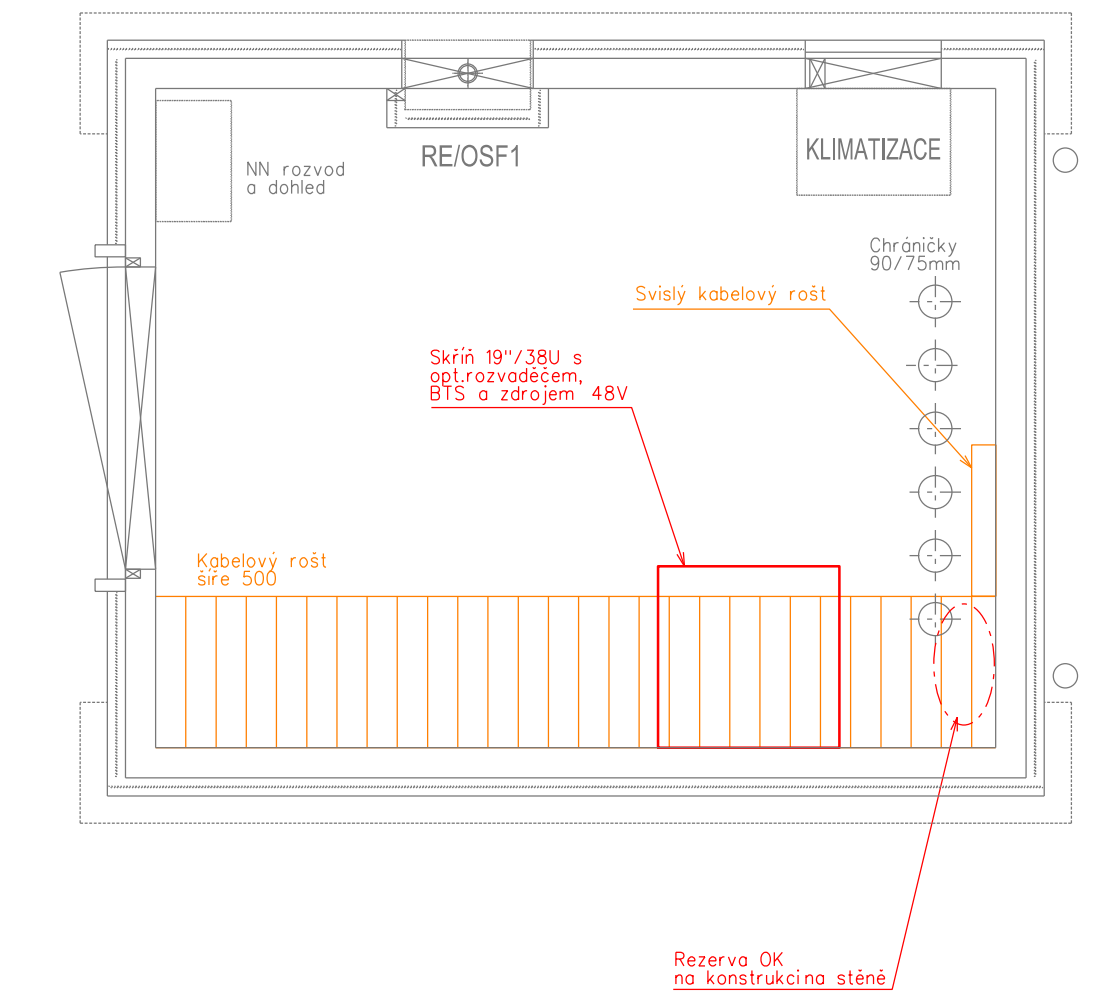 RE/OSF1
KLIMATIZACE
NN rozvod
a dohled
Chráničky
90/75mm
Svislý kabelový rošt
Skříň 19"/38U s
opt.rozvaděčem,
BTS a zdrojem 48V
Kabelový rošt
šíře 500
Rezerva OK
na konstrukcina stěně